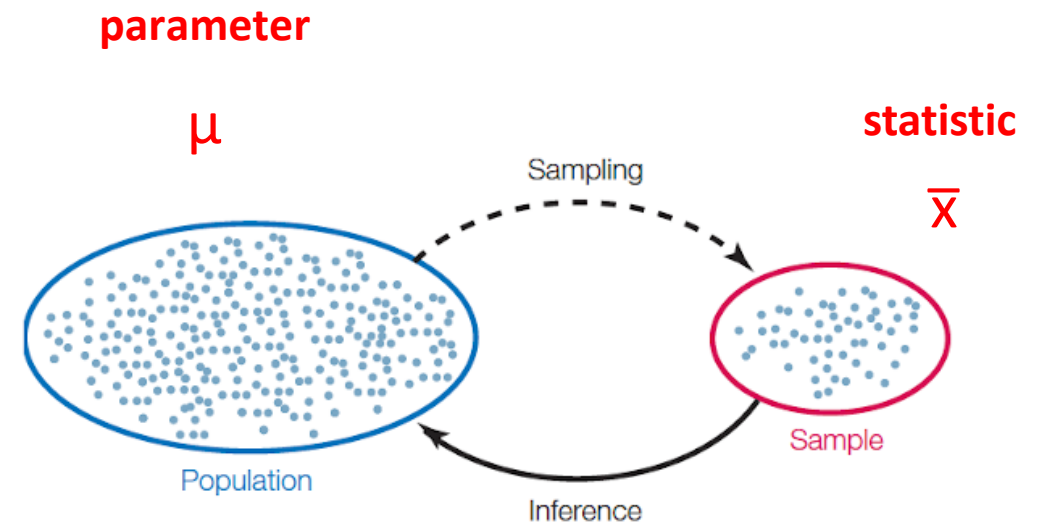 parameter
μ
statistic
x̅
Sampling
Sample
Population
Inference